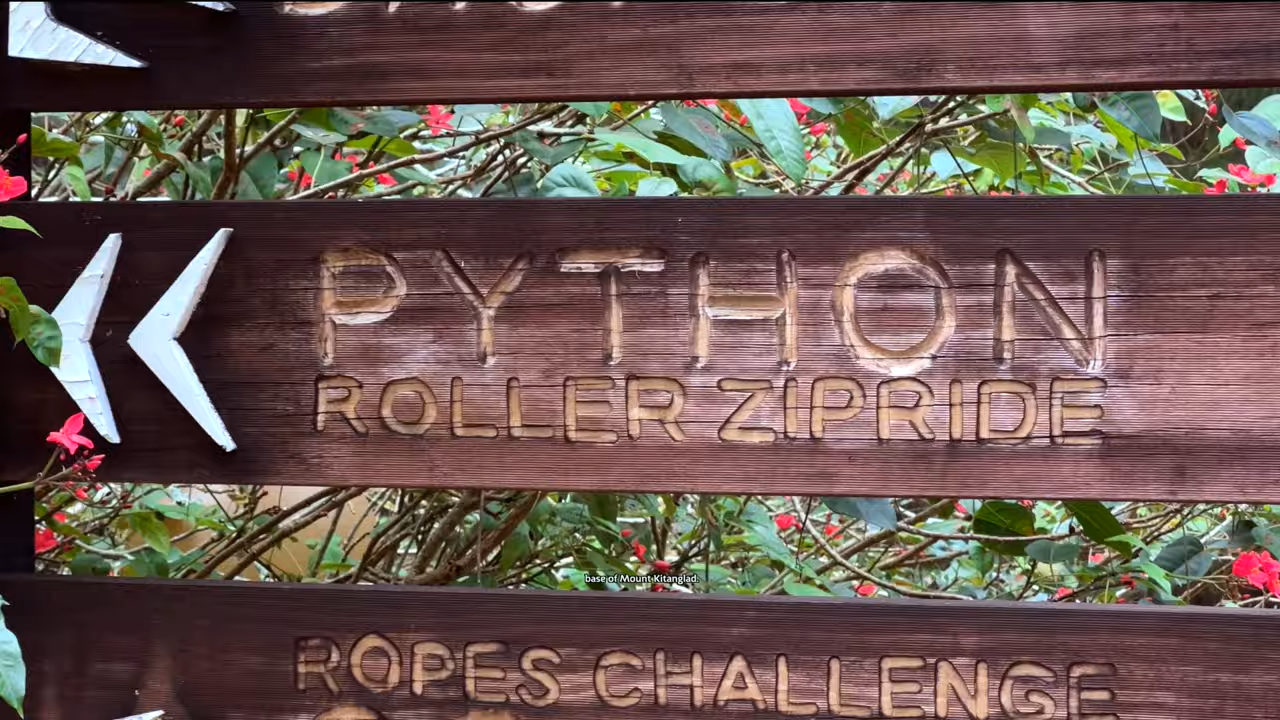 PYTHON
ROLLER ZIPRIDE
base of Mount Kitanglad.
ROPES CHALLENGE